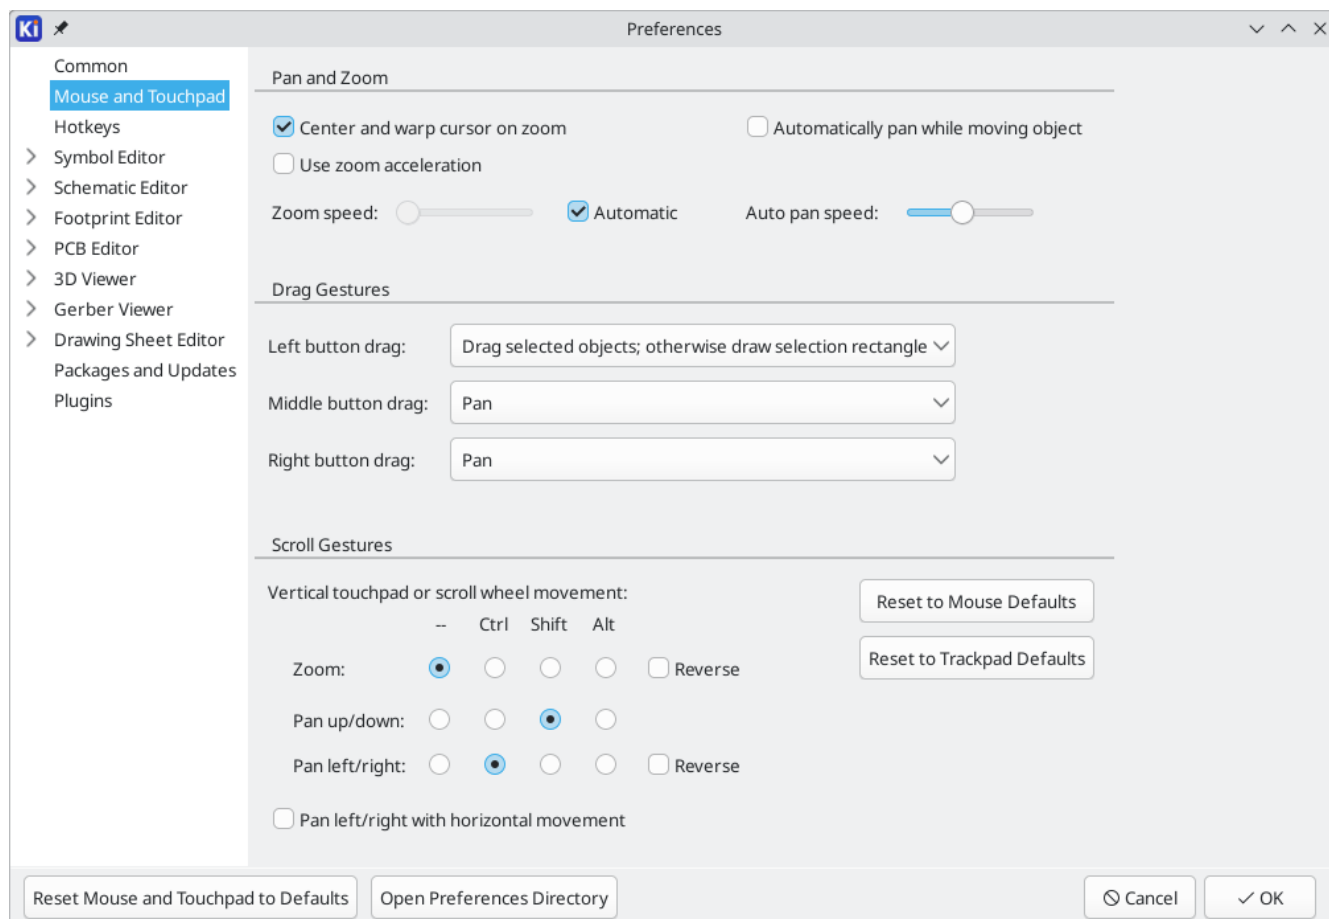 Ki Preferences
Common
Mouse and Touchpad
Hotkeys
Symbol Editor
Schematic Editor
Footprint Editor
PCB Editor
3D Viewer
Gerber Viewer
Drawing Sheet Editor
Packages and Updates
Plugins
Pan and Zoom
Center and warp cursor on zoom Automatically pan while moving object
Use zoom acceleration
Zoom speed: Automatic Auto pan speed:
Drag Gestures
Left button drag: Drag selected objects; otherwise draw selection rectangle
Middle button drag: Pan
Right button drag: Pan
Scroll Gestures
Vertical touchpad or scroll wheel movement:
-- Ctrl Shift Alt
Zoom: Reverse
Pan up/down:
Pan left/right: Reverse
Pan left/right with horizontal movement
Reset to Mouse Defaults
Reset to Trackpad Defaults
Reset Mouse and Touchpad to Defaults Open Preferences Directory Cancel OK